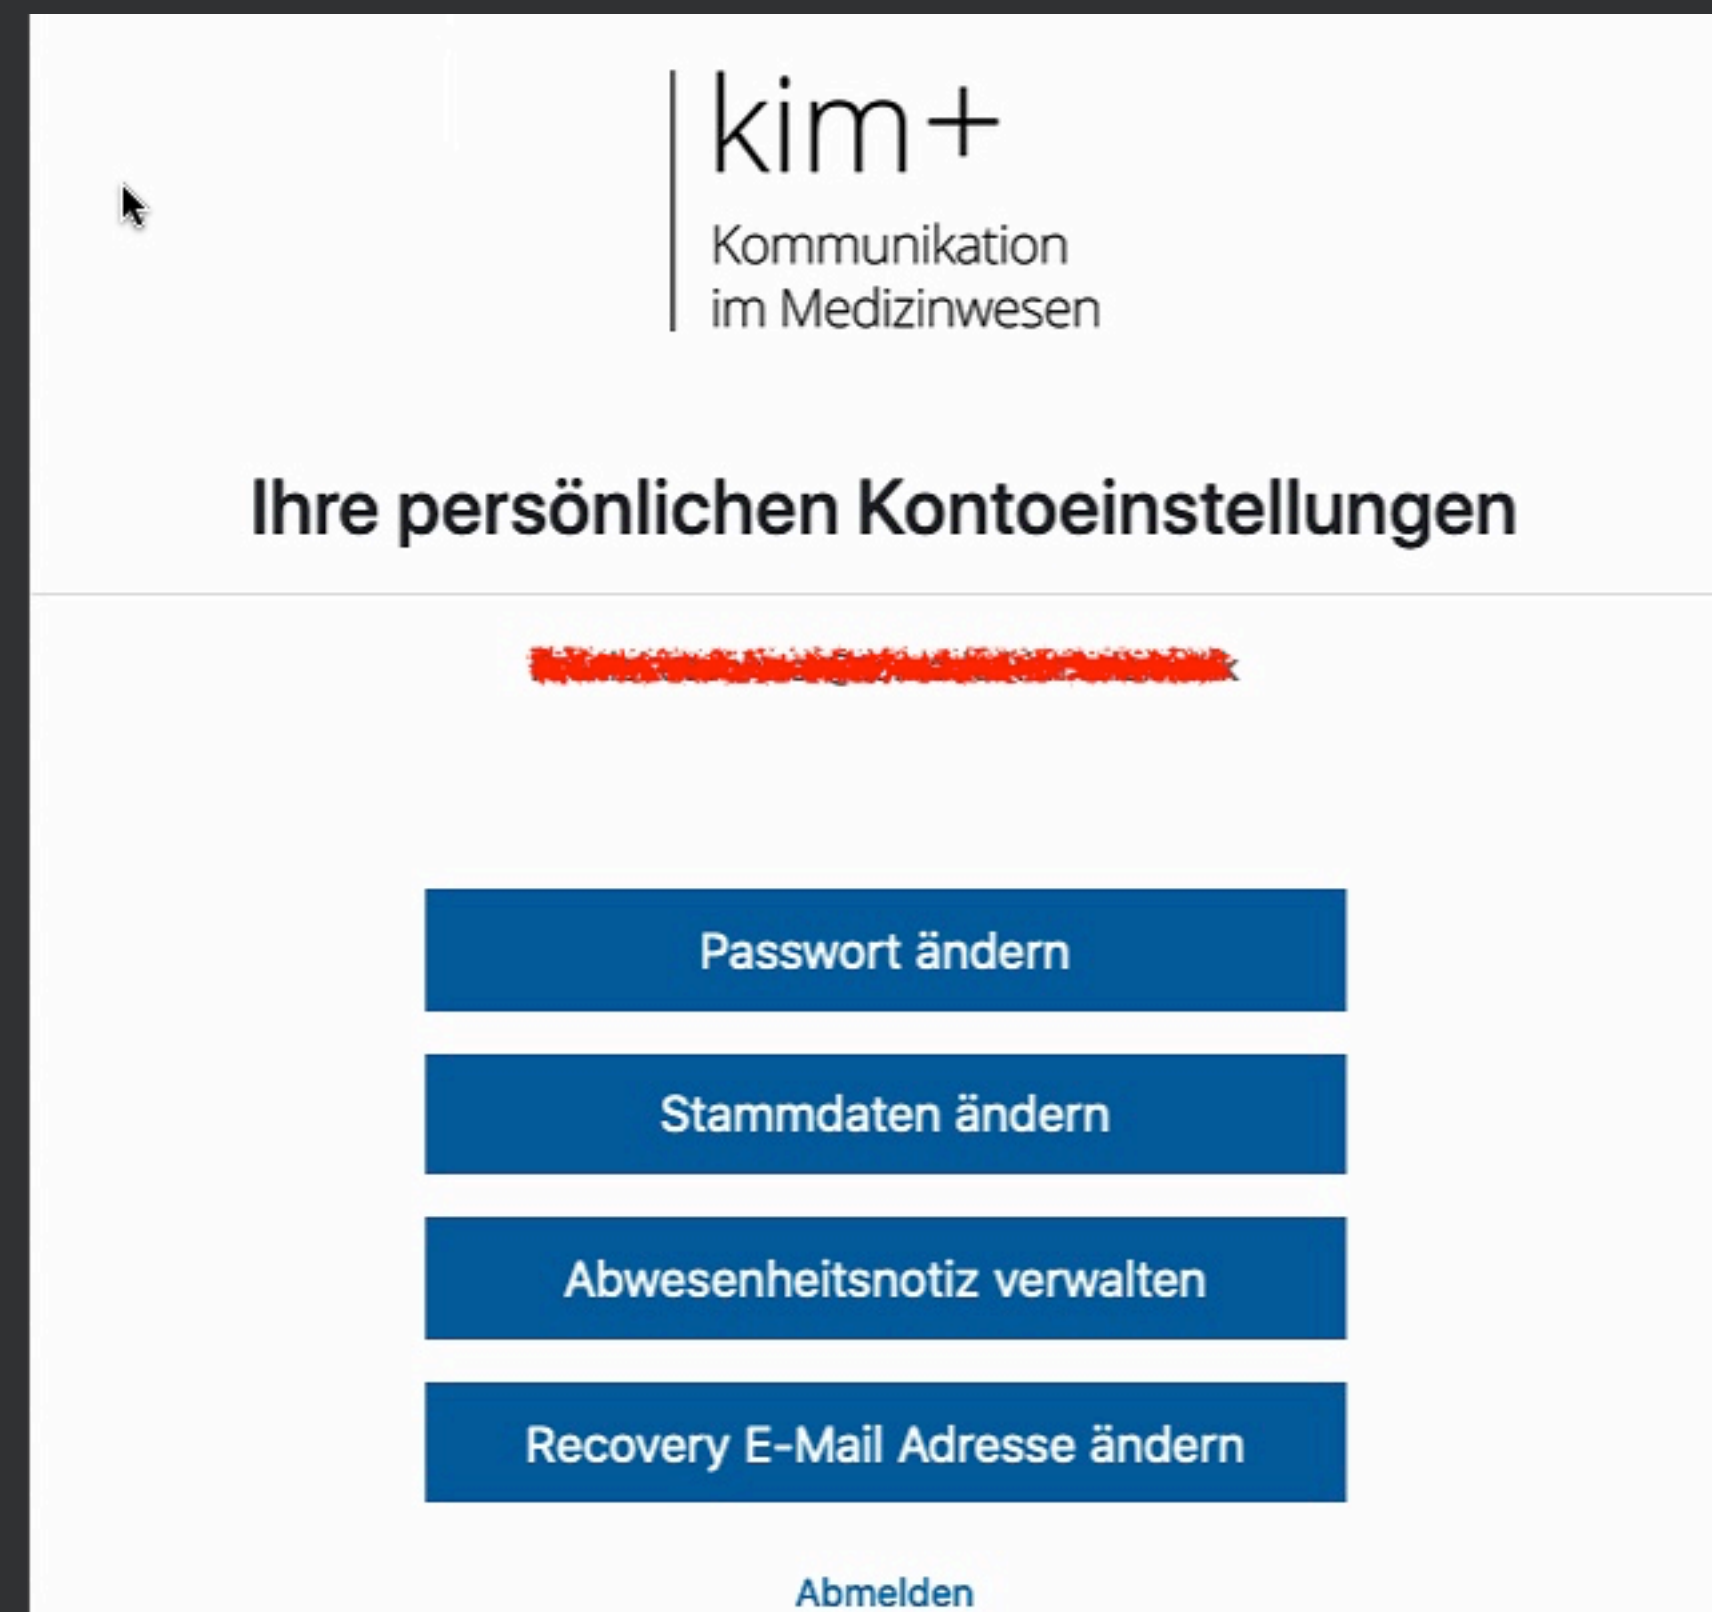 kim+
Kommunikation
im Medizinwesen
Ihre persönlichen Kontoeinstellungen
Passwort ändern
Stammdaten ändern
Abwesenheitsnotiz verwalten
Recovery E-Mail Adresse ändern
Abmelden